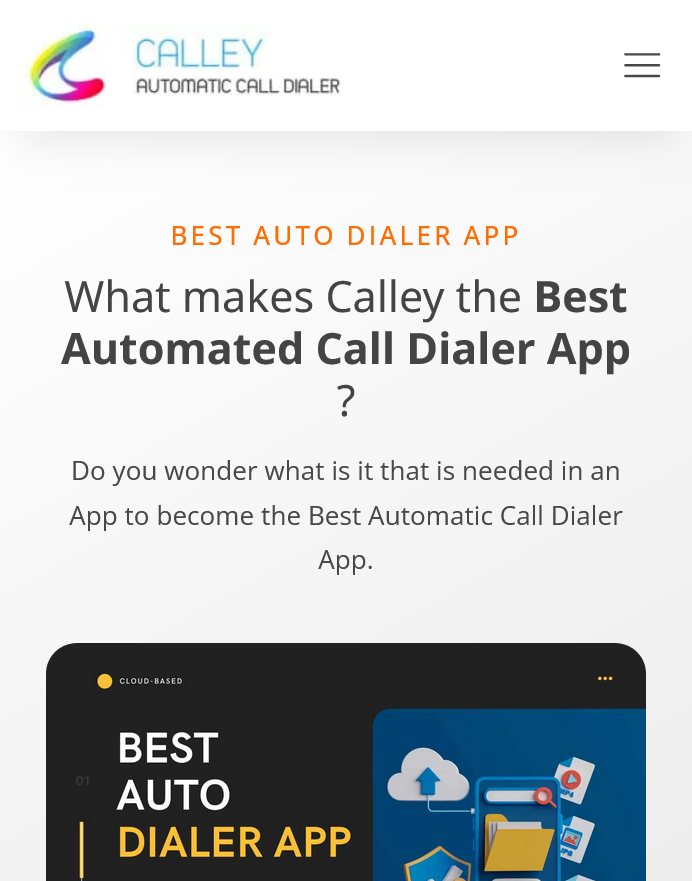 CALLEY
AUTOMATIC CALL DIALER
BEST AUTO DIALER APP
What makes Calley the Best
Automated Call Dialer App
?
Do you wonder what is it that is needed in an
App to become the Best Automatic Call Dialer
App.
CLOUD-BASED
BEST
01
AUTO
DIALER APP
MP4
JPG